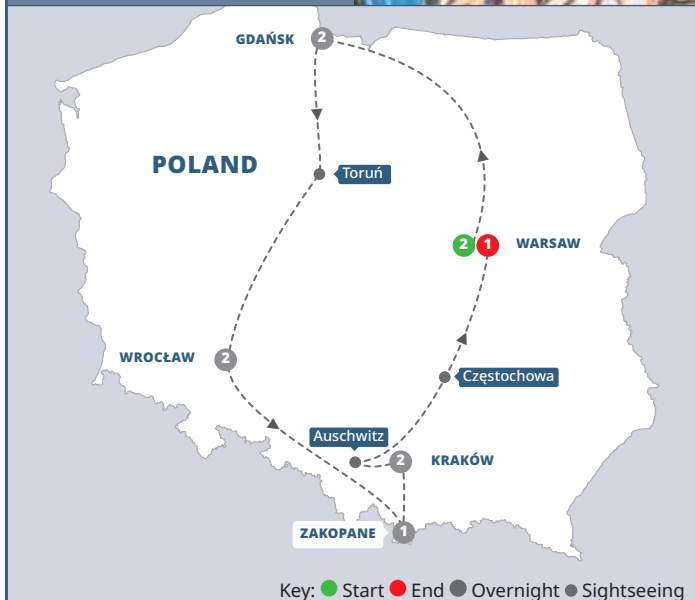 GDAŃSK
2
POLAND
Toruń
2
1
WARSAW
WROCŁAW
2
Częstochowa
Auschwitz
2
KRAKÓW
ZAKOPANE
1
Key: Start End Overnight Sightseeing